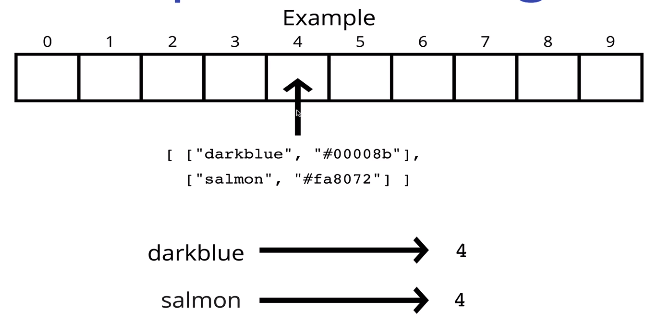 Example
0 1 2 3 4 5 6 7 8 9
[ ["darkblue", "#00008b"],
["salmon", "#fa8072"] ]
darkblue 4
salmon 4